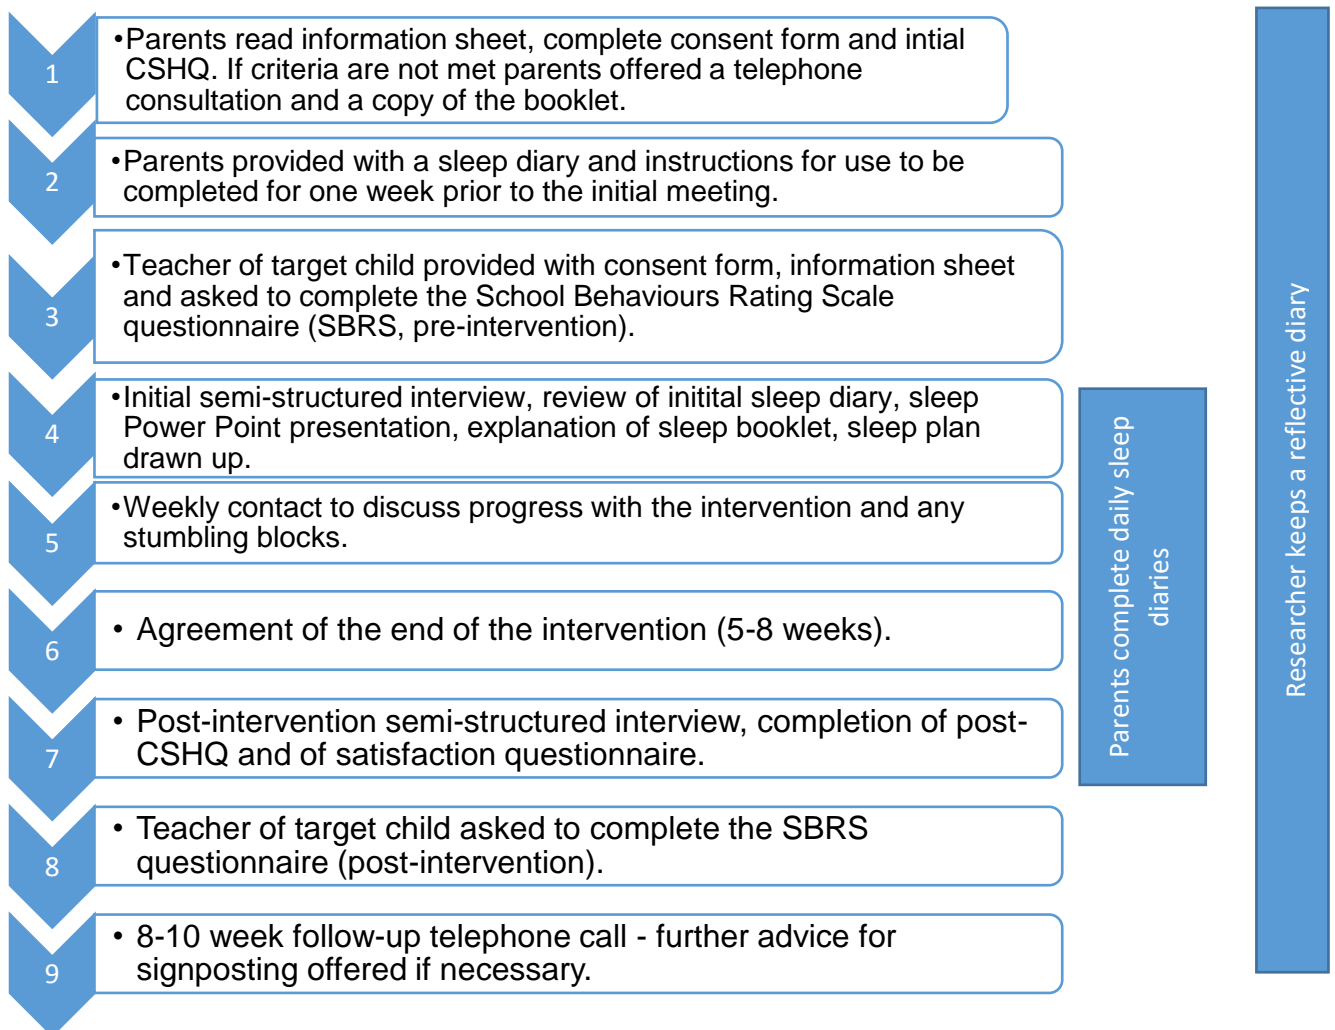 1
•Parents read information sheet, complete consent form and intial
CSHQ. If criteria are not met parents offered a telephone
consultation and a copy of the booklet.
2
•Parents provided with a sleep diary and instructions for use to be
completed for one week prior to the initial meeting.
3
•Teacher of target child provided with consent form, information sheet
and asked to complete the School Behaviours Rating Scale
questionnaire (SBRS, pre-intervention).
4
•Initial semi-structured interview, review of initital sleep diary, sleep
Power Point presentation, explanation of sleep booklet, sleep plan
drawn up.
5
•Weekly contact to discuss progress with the intervention and any
stumbling blocks.
6
• Agreement of the end of the intervention (5-8 weeks).
7
• Post-intervention semi-structured interview, completion of post-
CSHQ and of satisfaction questionnaire.
8
• Teacher of target child asked to complete the SBRS
questionnaire (post-intervention).
9
• 8-10 week follow-up telephone call - further advice for
signposting offered if necessary.
Parents complete daily sleep
diaries
Researcher keeps a reflective diary